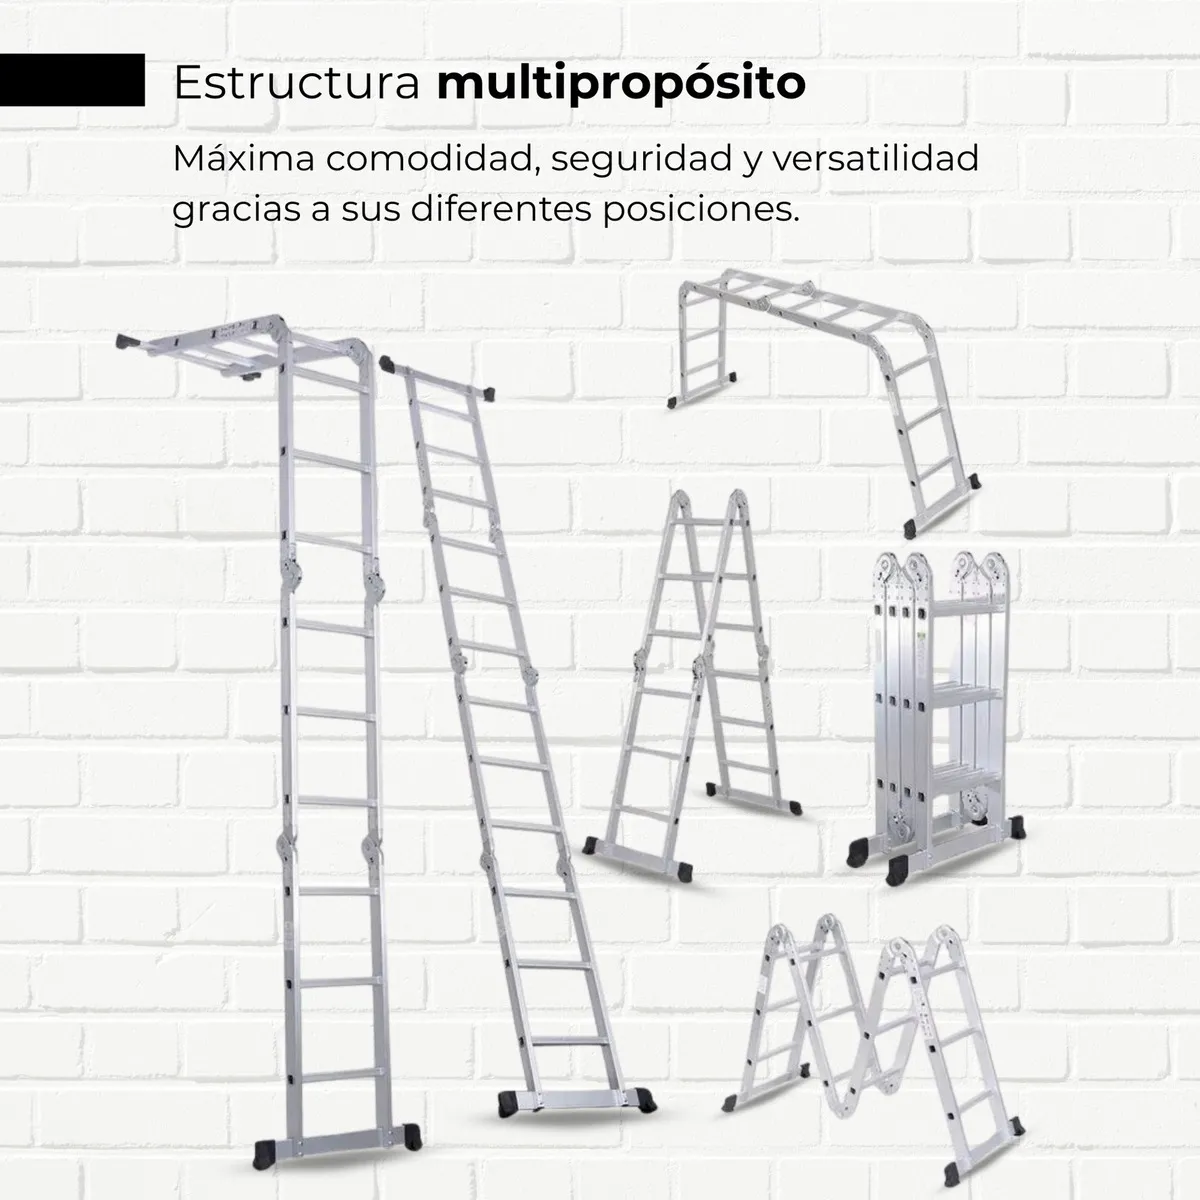 Estructura multipropósito
Máxima comodidad, seguridad y versatilidad
gracias a sus diferentes posiciones.